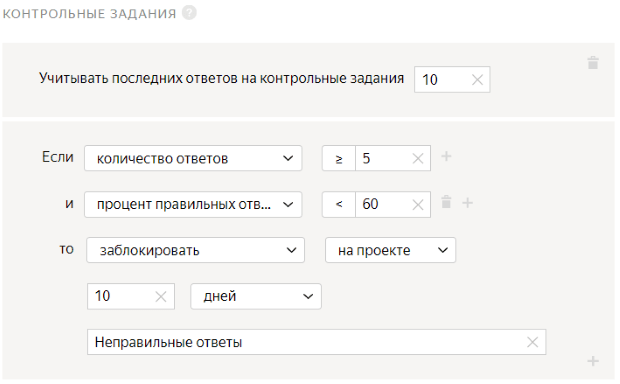 КОНТРОЛЬНЫЕ ЗАДАНИЯ ?
Учитывать последних ответов на контрольные задания 10
Если количество ответов ≥ 5
и процент правильных отв... < 60
то заблокировать на проекте
10 дней
Неправильные ответы